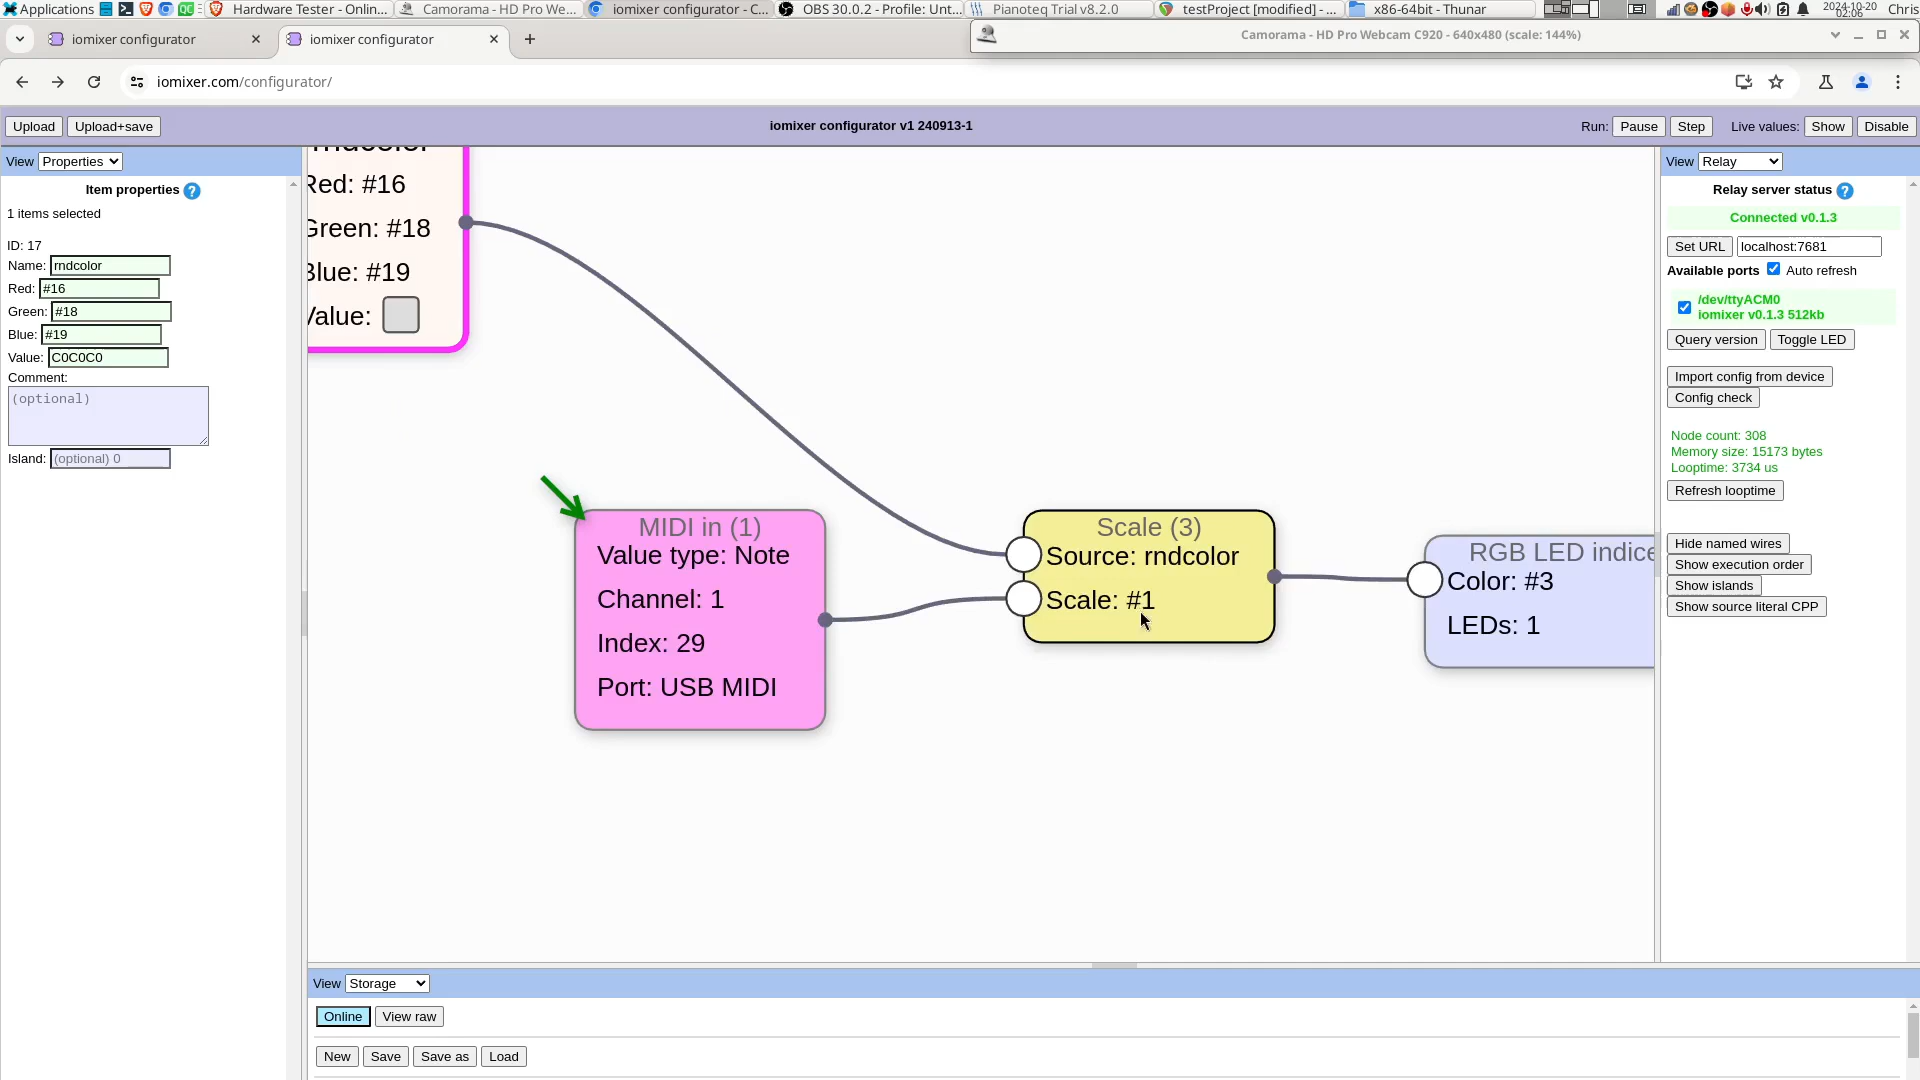 Applications
Hardware Tester - Onlin...
Camorama - HD Pro We...
iomixer configurator - C...
OBS 30.0.2 - Profile: Unt...
Pianoteq Trial v8.2.0
testProject [modified] - ...
x86-64bit - Thunar
2024-10-20
02:06
Chris
iomixer configurator
iomixer configurator
Camorama - HD Pro Webcam C920 - 640x480 (scale: 144%)
iomixer.com/configurator/
Upload Upload+save
iomixer configurator v1 240913-1
Run: Pause Step Live values: Show Disable
View Properties
Item properties
1 items selected
ID: 17
Name: rndcolor
Red: #16
Green: #18
Blue: #19
Value: C0C0C0
Comment:
(optional)
Island: (optional) 0
rndcolor
Red: #16
Green: #18
Blue: #19
Value:
MIDI in (1)
Value type: Note
Channel: 1
Index: 29
Port: USB MIDI
Scale (3)
Source: rndcolor
Scale: #1
RGB LED indice
Color: #3
LEDs: 1
View Relay
Relay server status
Connected v0.1.3
Set URL localhost:7681
Available ports Auto refresh
/dev/ttyACM0
iomixer v0.1.3 512kb
Query version Toggle LED
Import config from device
Config check
Node count: 308
Memory size: 15173 bytes
Looptime: 3734 us
Refresh looptime
Hide named wires
Show execution order
Show islands
Show source literal CPP
View Storage
Online View raw
New Save Save as Load